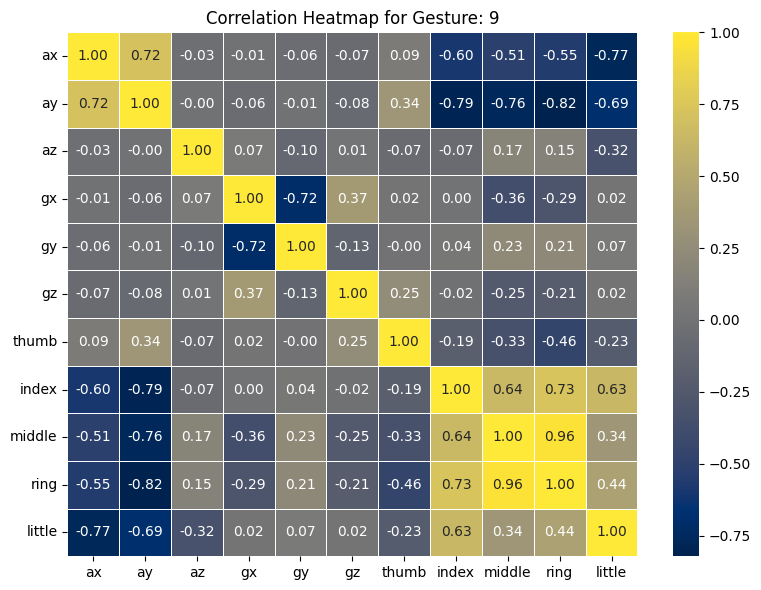 Correlation Heatmap for Gesture: 9
ax 1.00 0.72 -0.03 -0.01 -0.06 -0.07 0.09 -0.60 -0.51 -0.55 -0.77
ay 0.72 1.00 -0.00 -0.06 -0.01 -0.08 0.34 -0.79 -0.76 -0.82 -0.69
az -0.03 -0.00 1.00 0.07 -0.10 0.01 -0.07 -0.07 0.17 0.15 -0.32
gx -0.01 -0.06 0.07 1.00 -0.72 0.37 0.02 0.00 -0.36 -0.29 0.02
gy -0.06 -0.01 -0.10 -0.72 1.00 -0.13 -0.00 0.04 0.23 0.21 0.07
gz -0.07 -0.08 0.01 0.37 -0.13 1.00 0.25 -0.02 -0.25 -0.21 0.02
thumb 0.09 0.34 -0.07 0.02 -0.00 0.25 1.00 -0.19 -0.33 -0.46 -0.23
index -0.60 -0.79 -0.07 0.00 0.04 -0.02 -0.19 1.00 0.64 0.73 0.63
middle -0.51 -0.76 0.17 -0.36 0.23 -0.25 -0.33 0.64 1.00 0.96 0.34
ring -0.55 -0.82 0.15 -0.29 0.21 -0.21 -0.46 0.73 0.96 1.00 0.44
little -0.77 -0.69 -0.32 0.02 0.07 0.02 -0.23 0.63 0.34 0.44 1.00
ax ay az gx gy gz thumb index middle ring little
1.00
0.75
0.50
0.25
0.00
-0.25
-0.50
-0.75